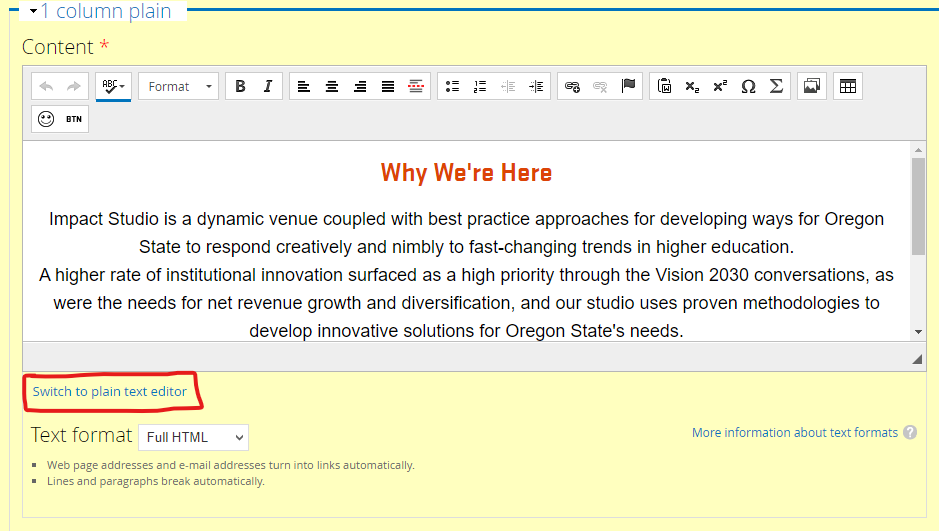 1 column plain
Content *
ABC Format B I x₂ x² Ω Σ
BTN
Why We're Here
Impact Studio is a dynamic venue coupled with best practice approaches for developing ways for Oregon
State to respond creatively and nimbly to fast-changing trends in higher education.
A higher rate of institutional innovation surfaced as a high priority through the Vision 2030 conversations, as
were the needs for net revenue growth and diversification, and our studio uses proven methodologies to
develop innovative solutions for Oregon State's needs.
Switch to plain text editor
Text format Full HTML More information about text formats ?
Web page addresses and e-mail addresses turn into links automatically.
Lines and paragraphs break automatically.